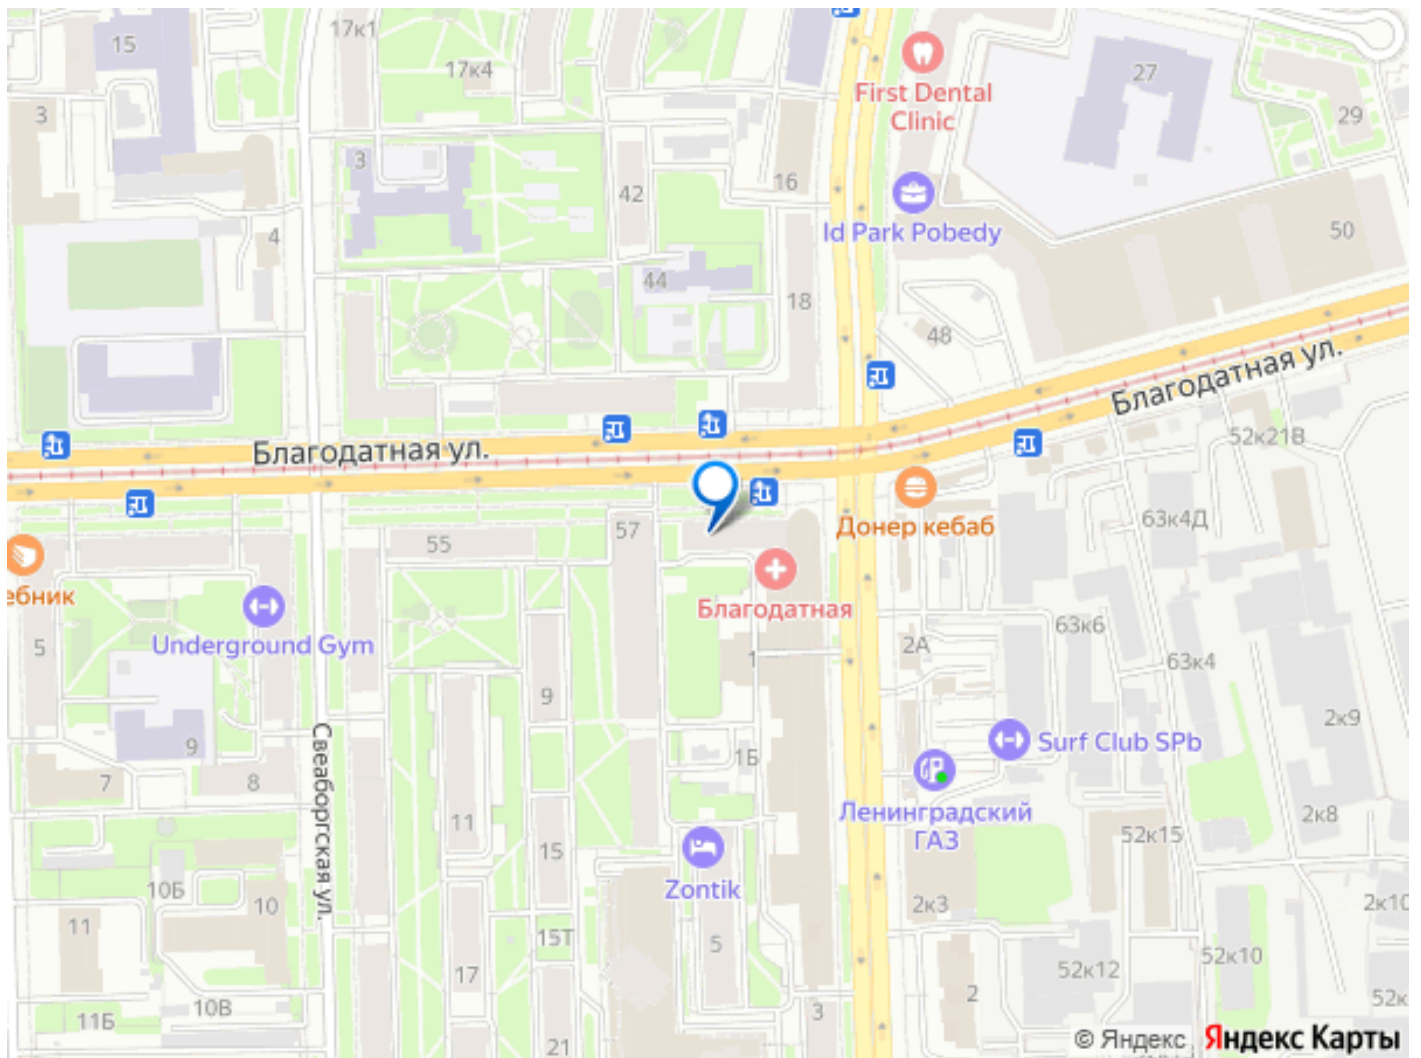 15
17к1
17к4
First Dental
Clinic
27
29
3
3
42
16
Id Park Pobedy
50
4
44
18
48
Благодатная ул.
Благодатная ул.
52к21В
57
55
Донер кебаб
63к4Д
ебник
Благодатная
5
Underground Gym
1
2А
63к6
63к4
9
2к9
9
Свеаборгская ул.
1Б
Surf Club SPb
7
8
11
Ленинградский
ГАЗ
2к8
15
52к15
10Б
Zontik
10
2к3
2к10
11
15Т
5
17
52к12
52к10
2
10В
3
52к
11Б
21
© Яндекс
Яндекс Карты